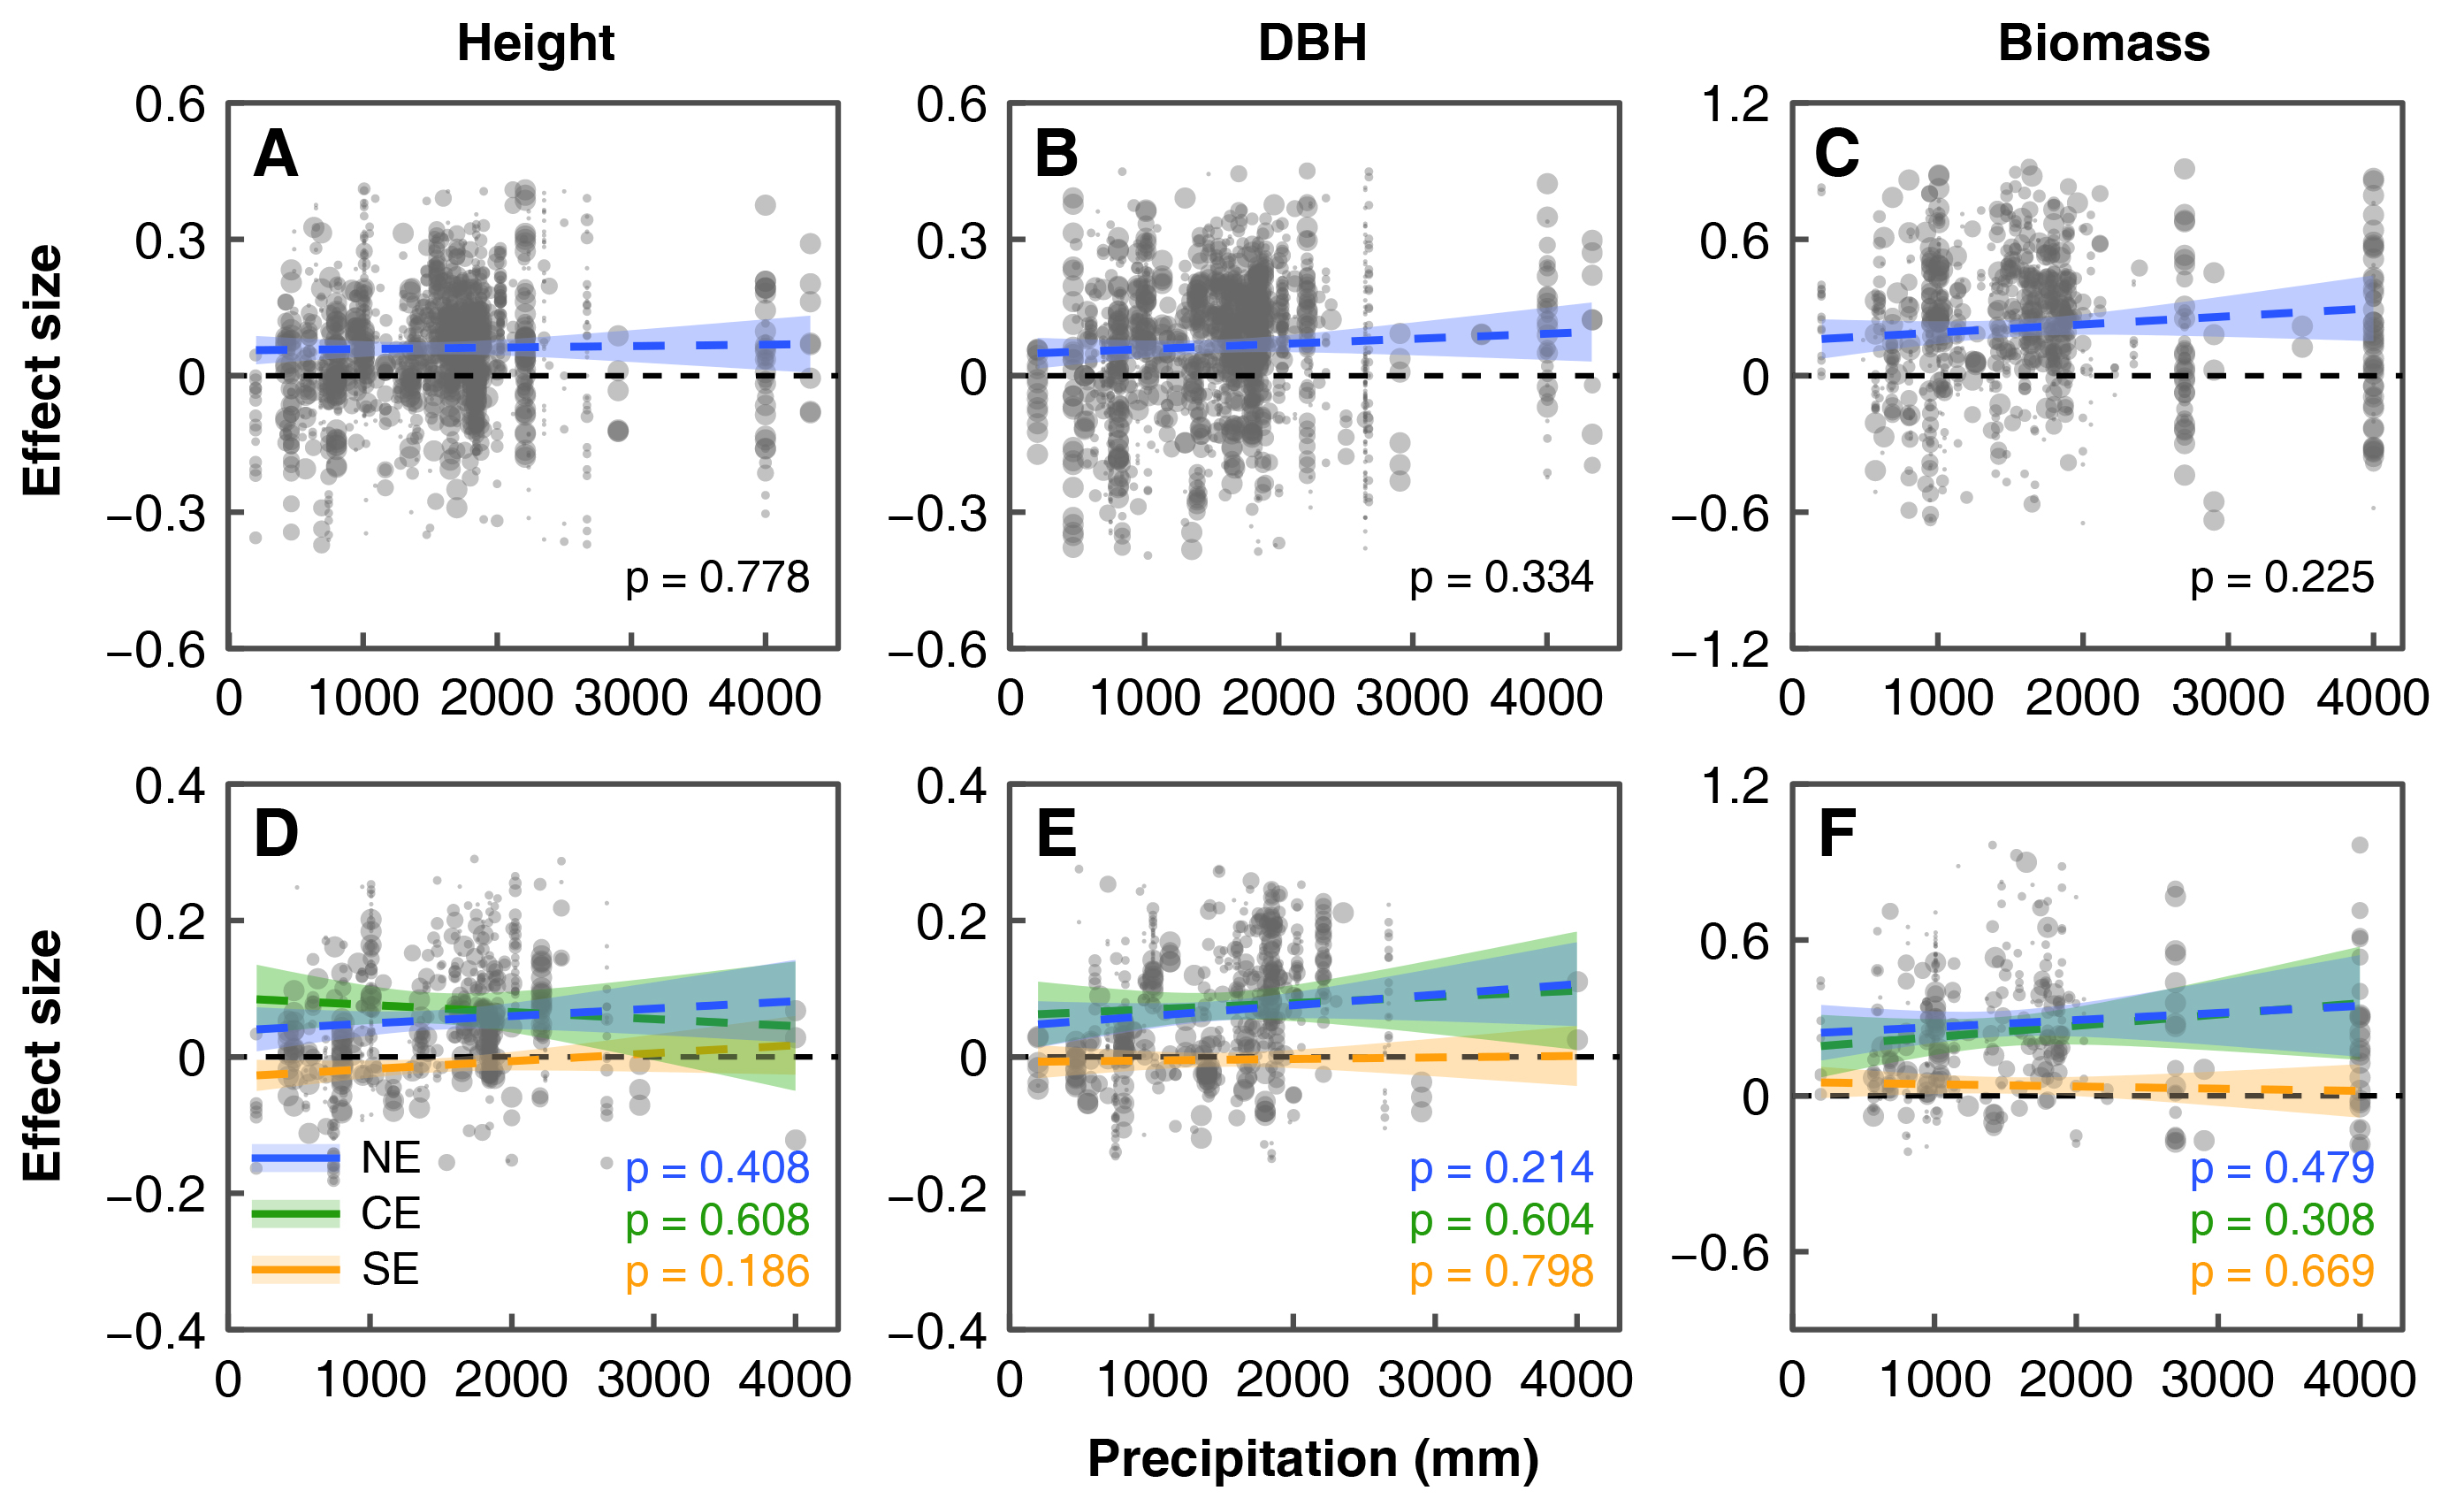 Height
DBH
Biomass
Effect size
0.6
0.3
0
−0.3
−0.6
A
p = 0.778
0 1000 2000 3000 4000
0.6
0.3
0
−0.3
−0.6
B
p = 0.334
0 1000 2000 3000 4000
1.2
0.6
0
−0.6
−1.2
C
p = 0.225
0 1000 2000 3000 4000
Effect size
0.4
0.2
0
−0.2
−0.4
D
NE
CE
SE
p = 0.408
p = 0.608
p = 0.186
0 1000 2000 3000 4000
0.4
0.2
0
−0.2
−0.4
E
p = 0.214
p = 0.604
p = 0.798
0 1000 2000 3000 4000
1.2
0.6
0
−0.6
F
p = 0.479
p = 0.308
p = 0.669
0 1000 2000 3000 4000
Precipitation (mm)